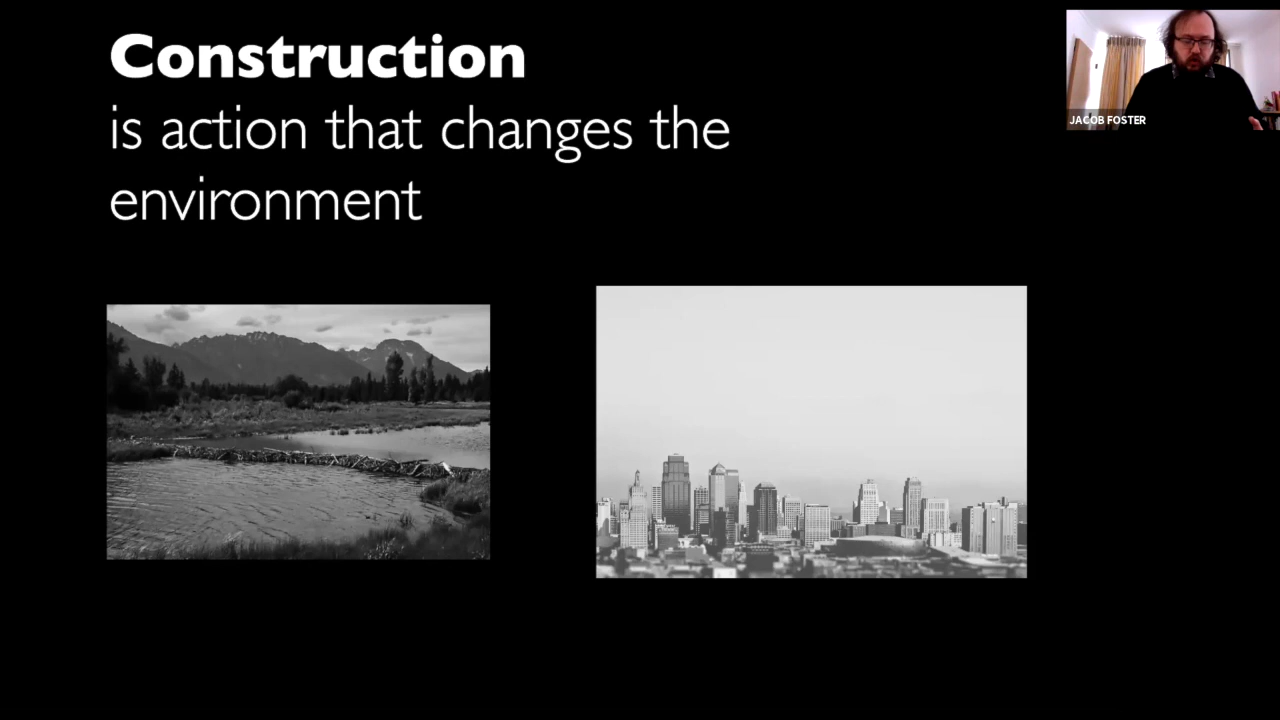 Construction
is action that changes the
environment
JACOB FOSTER